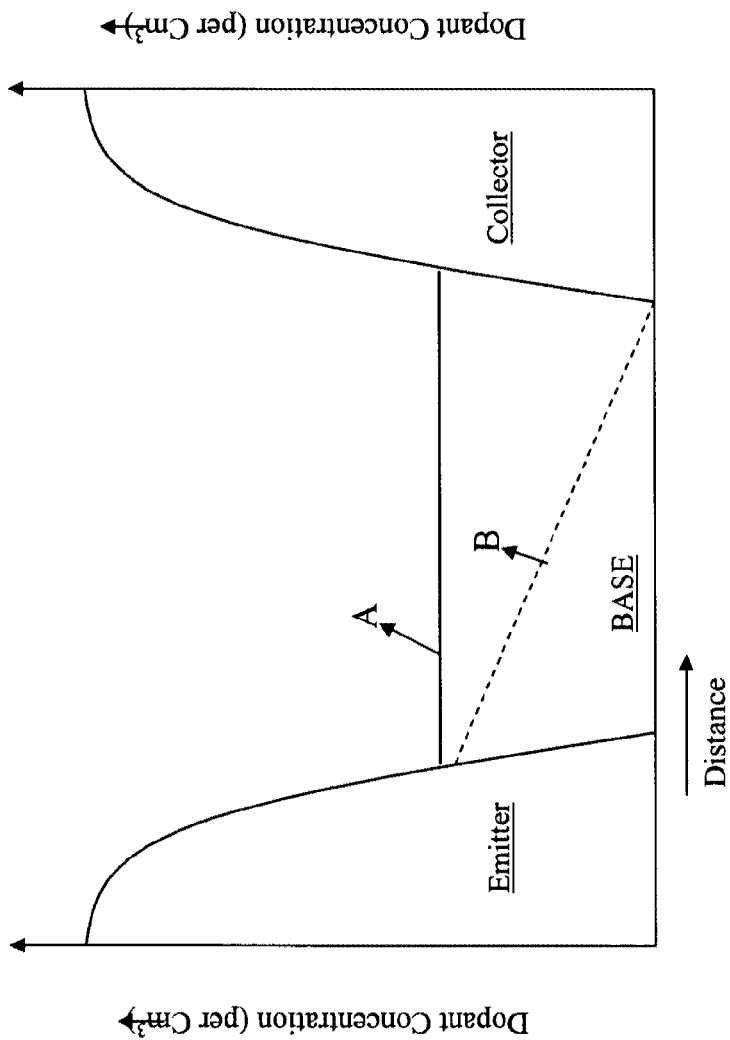 Dopant Concentration (per Cm³)
Dopant Concentration (per Cm³)
A
B
Emitter
BASE
Collector
Distance